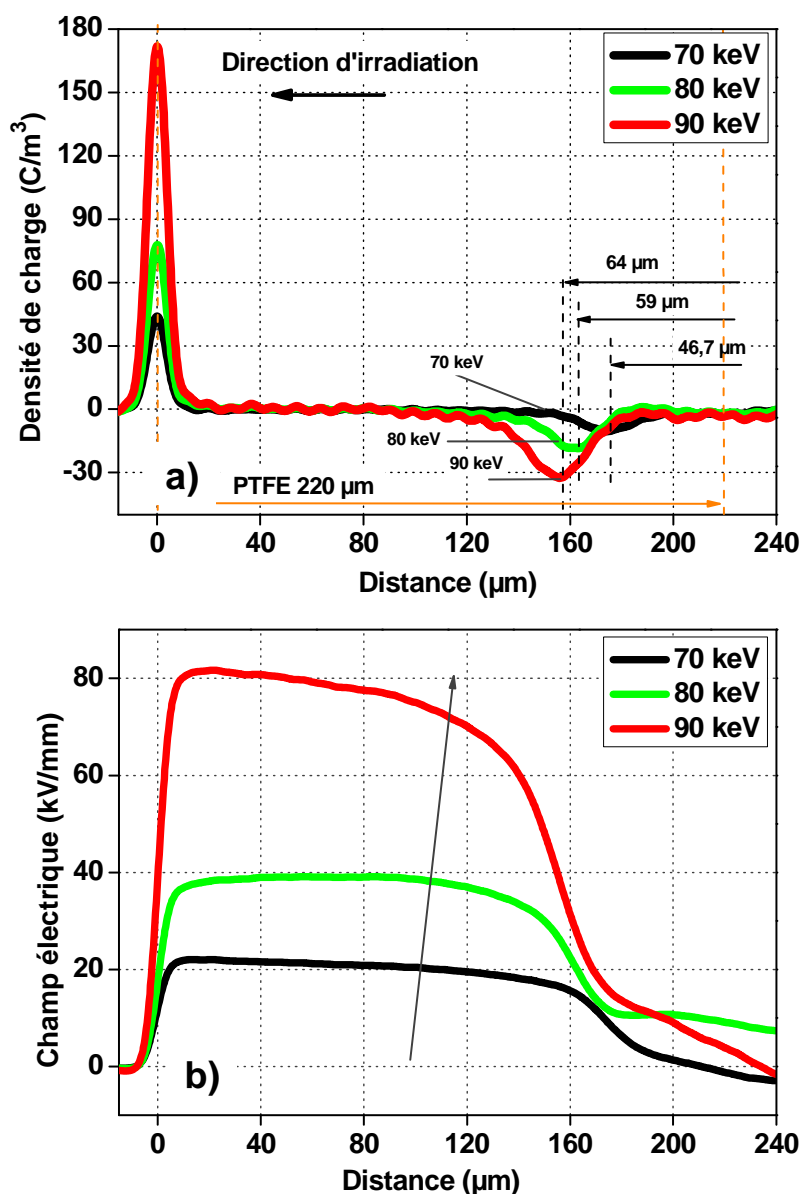 180
150
120
90
60
30
0
-30
Densité de charge (C/m³)
Direction d'irradiation
70 keV
80 keV
90 keV
64 µm
59 µm
46,7 µm
70 keV
80 keV
90 keV
a)
PTFE 220 µm
0 40 80 120 160 200 240
Distance (µm)
80
60
40
20
0
Champ électrique (kV/mm)
70 keV
80 keV
90 keV
b)
0 40 80 120 160 200 240
Distance (µm)